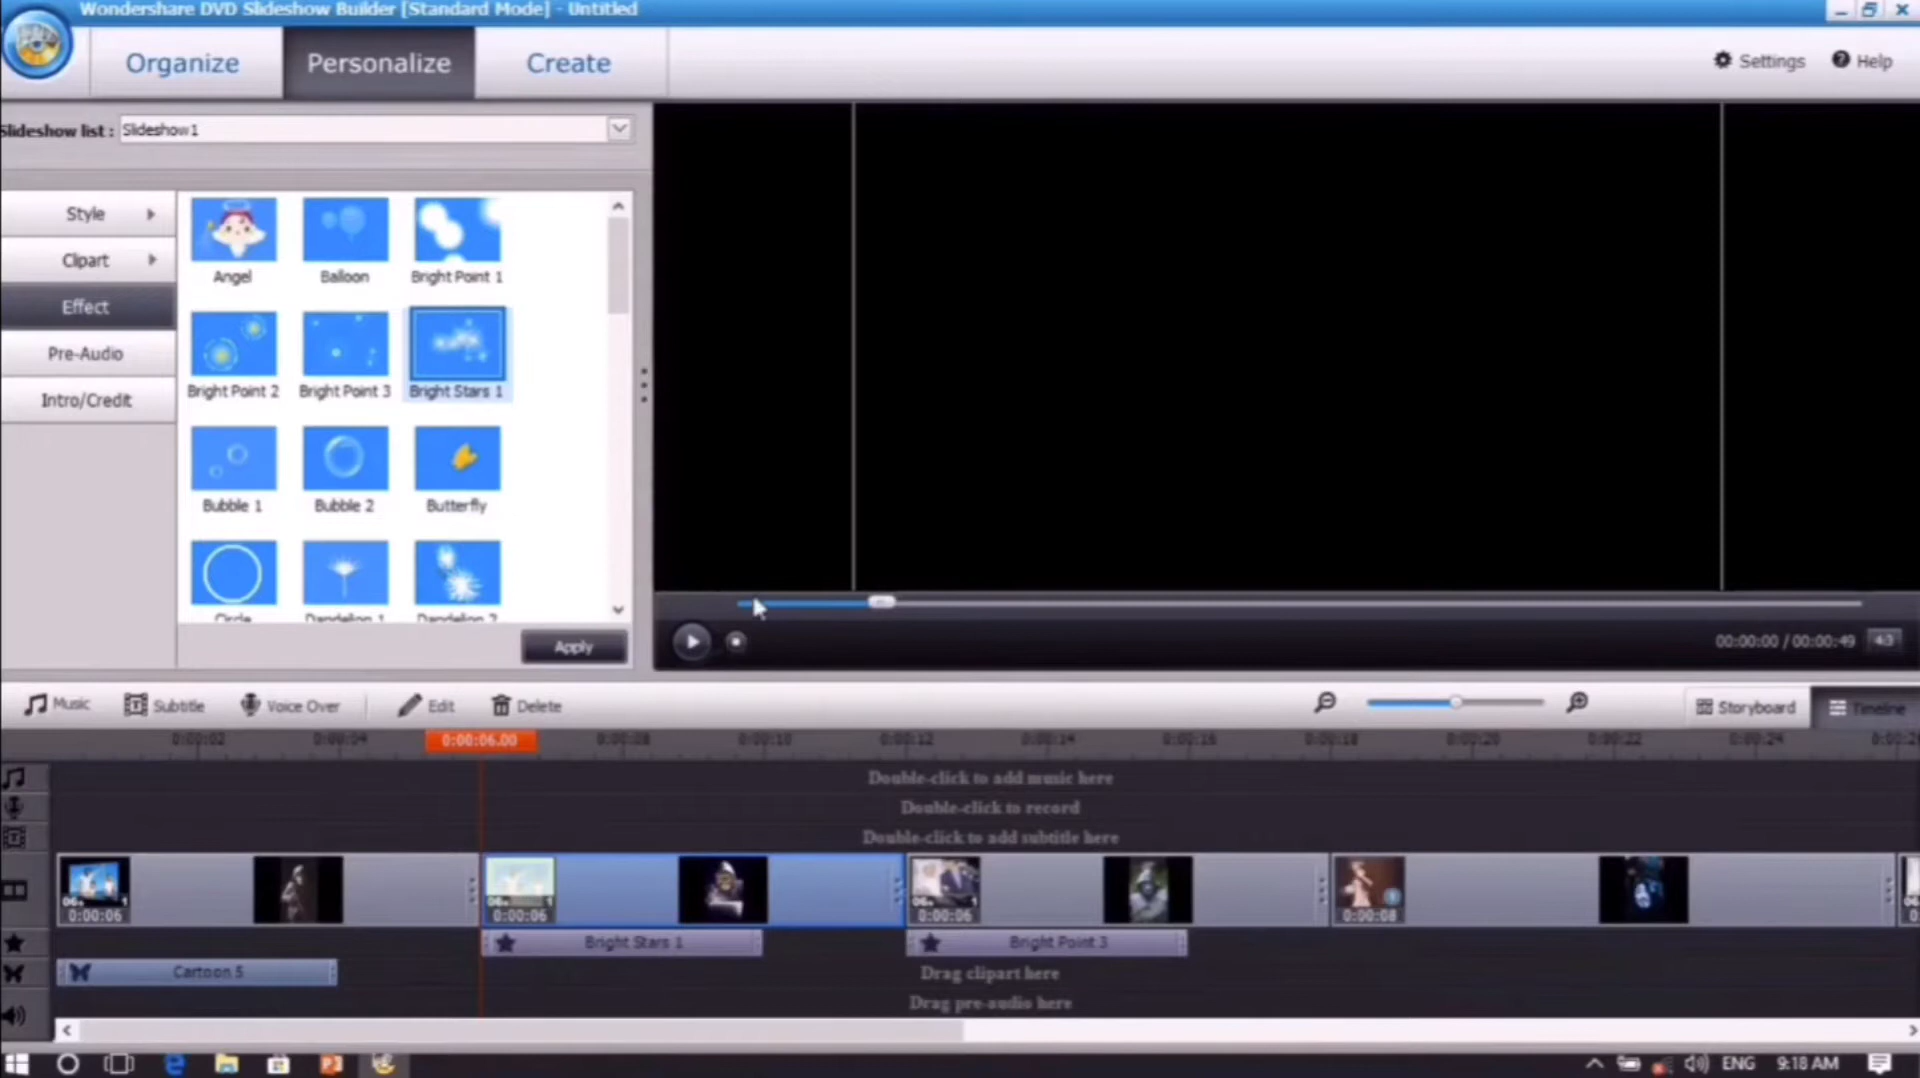 Wondershare DVD Slideshow Builder [Standard Mode] - Untitled
Organize
Personalize
Create
Settings
Help
Slideshow list :
Slideshow1
Style
Clipart
Effect
Pre-Audio
Intro/Credit
Angel
Balloon
Bright Point 1
Bright Point 2
Bright Point 3
Bright Stars 1
Bubble 1
Bubble 2
Butterfly
Circle
Dandelion 1
Dandelion 2
Apply
00:00:00 / 00:00:49
4:3
Music
Subtitle
Voice Over
Edit
Delete
Storyboard
Timeline
0:00:02
0:00:04
0:00:06.00
0:00:08
0:00:10
0:00:12
0:00:14
0:00:16
0:00:18
0:00:20
0:00:22
0:00:24
Double-click to add music here
Double-click to record
Double-click to add subtitle here
0:00:06
0:00:06
0:00:06
0:00:08
Bright Stars 1
Bright Point 3
Cartoon 5
Drag clipart here
Drag pre-audio here
ENG
9:18 AM